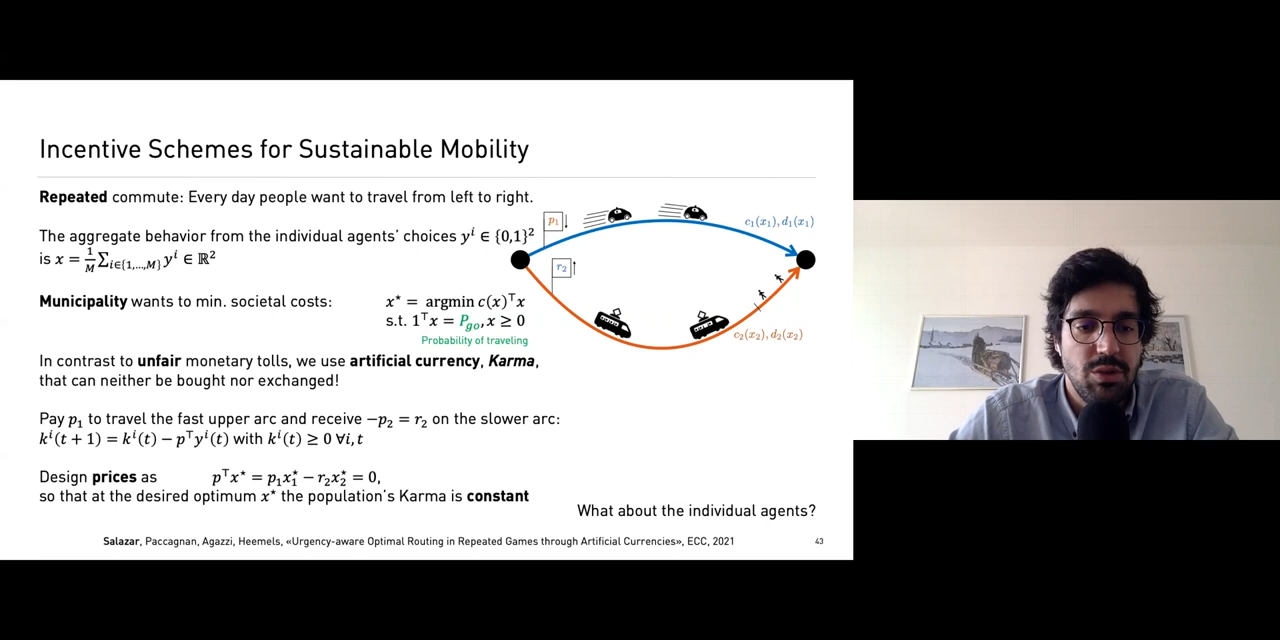 Incentive Schemes for Sustainable Mobility
Repeated commute: Every day people want to travel from left to right.
The aggregate behavior from the individual agents' choices yⁱ ∈ {0,1}²
is x = 1/M ∑_{i∈{1,…,M}} yⁱ ∈ ℝ²
Municipality wants to min. societal costs: x⋆ = argmin c(x)ᵀx
s.t. 1ᵀx = P_go, x ≥ 0
Probability of traveling
In contrast to unfair monetary tolls, we use artificial currency, Karma,
that can neither be bought nor exchanged!
Pay p₁ to travel the fast upper arc and receive −p₂ = r₂ on the slower arc:
kⁱ(t + 1) = kⁱ(t) − pᵀyⁱ(t) with kⁱ(t) ≥ 0 ∀i, t
Design prices as pᵀx⋆ = p₁x₁⋆ − r₂x₂⋆ = 0,
so that at the desired optimum x⋆ the population's Karma is constant
p₁↓
c₁(x₁), d₁(x₁)
r₂↑
c₂(x₂), d₂(x₂)
What about the individual agents?
Salazar, Paccagnan, Agazzi, Heemels, «Urgency-aware Optimal Routing in Repeated Games through Artificial Currencies», ECC, 2021
43